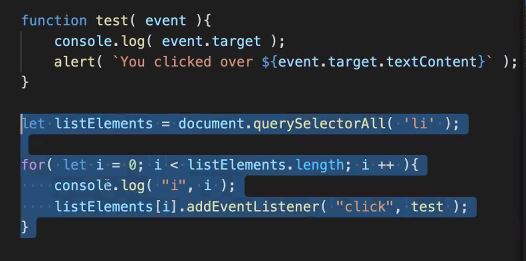 function test( event ){
    console.log( event.target );
    alert( `You clicked over ${event.target.textContent}` );
}

let listElements = document.querySelectorAll( 'li' );

for( let i = 0; i < listElements.length; i ++ ){
    console.log( "i", i );
    listElements[i].addEventListener( "click", test );
}